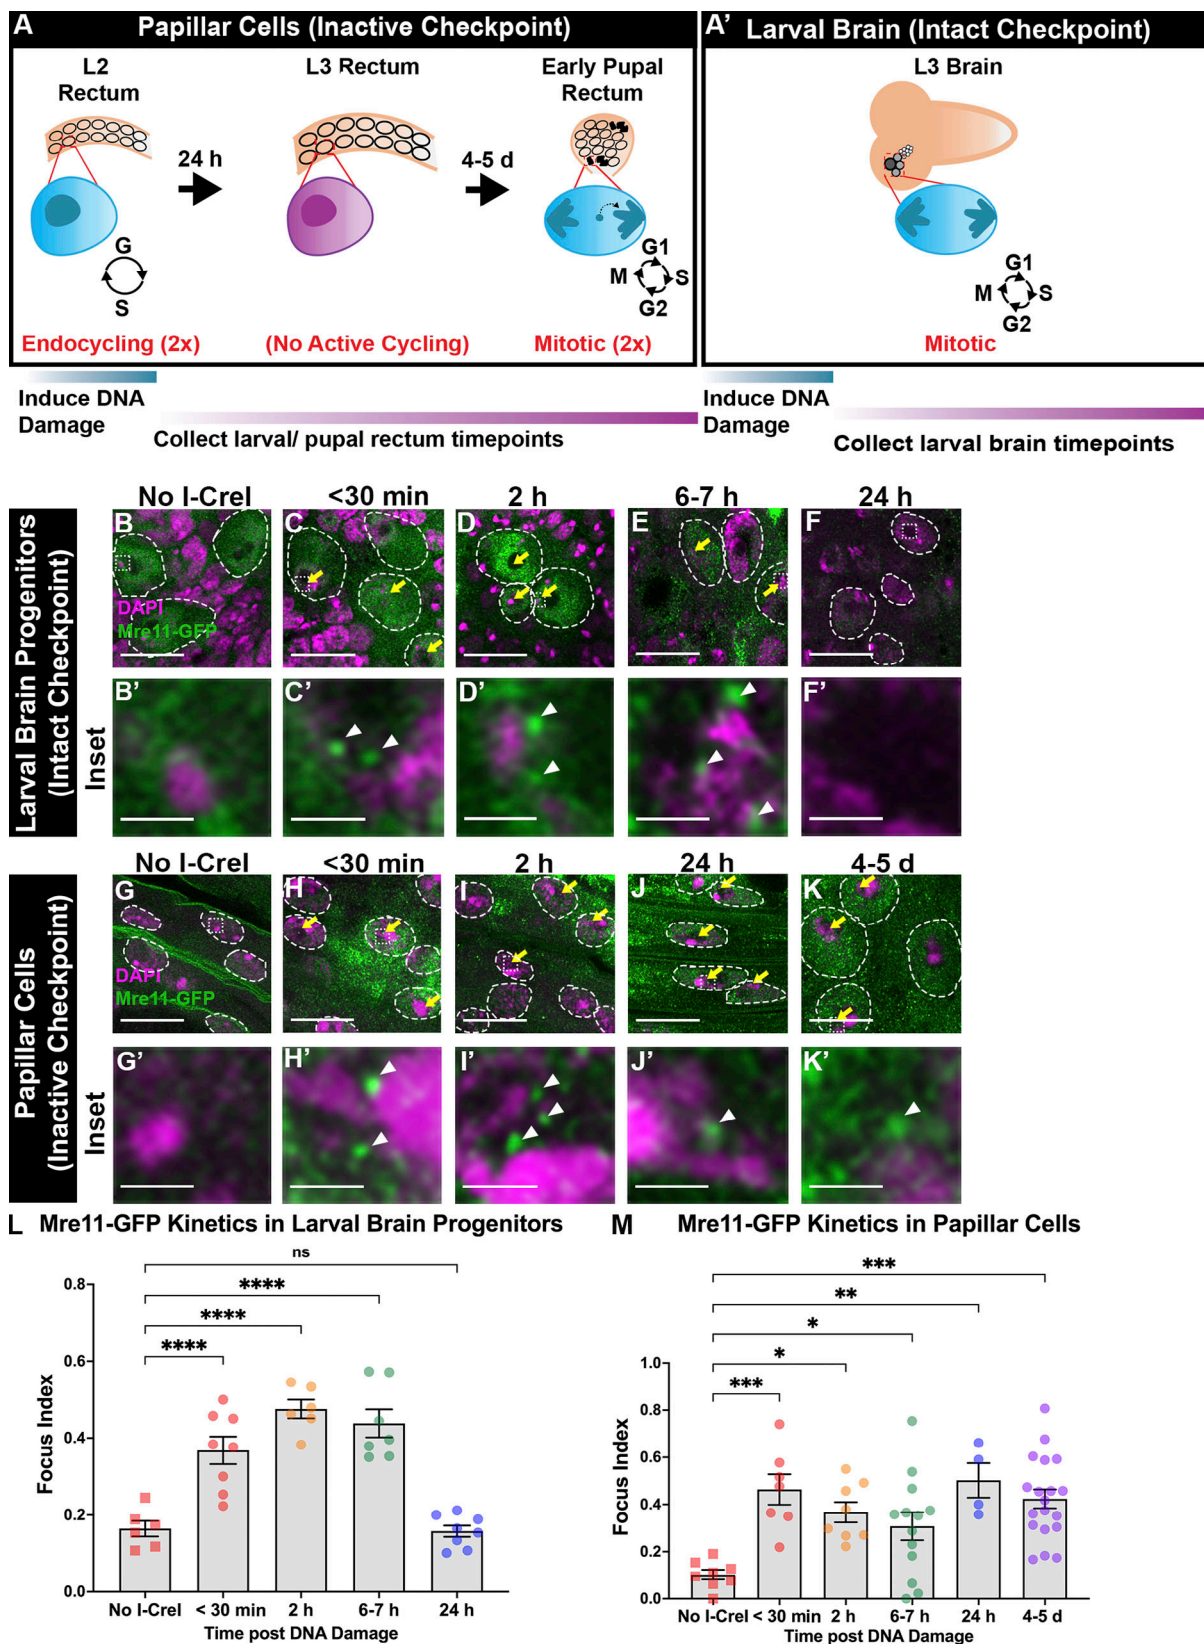 A Papillar Cells (Inactive Checkpoint)
A' Larval Brain (Intact Checkpoint)
L2
Rectum
L3 Rectum
Early Pupal
Rectum
L3 Brain
24 h
4-5 d
G
S
G1
M S
G2
G1
M S
G2
Endocycling (2x)
(No Active Cycling)
Mitotic (2x)
Mitotic
Induce DNA
Damage
Collect larval/ pupal rectum timepoints
Induce DNA
Damage
Collect larval brain timepoints
Larval Brain Progenitors
(Intact Checkpoint)
No I-CreI
<30 min
2 h
6-7 h
24 h
B
C
D
E
F
DAPI
Mre11-GFP
Inset
B'
C'
D'
E'
F'
Papillar Cells
(Inactive Checkpoint)
No I-CreI
<30 min
2 h
24 h
4-5 d
G
H
I
J
K
DAPI
Mre11-GFP
Inset
G'
H'
I'
J'
K'
L Mre11-GFP Kinetics in Larval Brain Progenitors
ns
****
****
****
Focus Index
0.8
0.6
0.4
0.2
0.0
No I-CreI < 30 min 2 h 6-7 h 24 h
Time post DNA Damage
M Mre11-GFP Kinetics in Papillar Cells
***
**
*
*
***
Focus Index
1.0
0.8
0.6
0.4
0.2
0.0
No I-CreI < 30 min 2 h 6-7 h 24 h 4-5 d
Time post DNA Damage